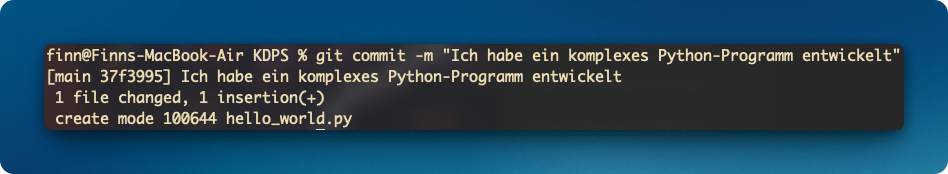 finn@Finns-MacBook-Air KDPS % git commit -m "Ich habe ein komplexes Python-Programm entwickelt"
[main 37f3995] Ich habe ein komplexes Python-Programm entwickelt
 1 file changed, 1 insertion(+)
 create mode 100644 hello_world.py